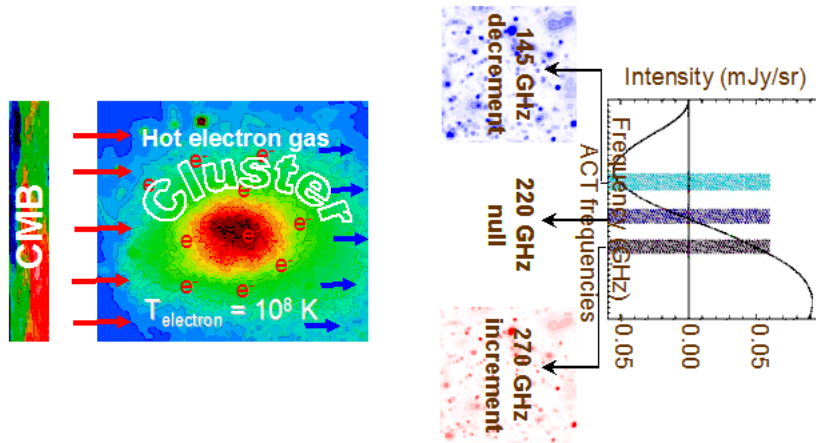 CMB
Hot electron gas
Cluster
e⁻ e⁻
e⁻
e⁻
e⁻
e⁻
e⁻
e⁻
e⁻ e⁻
T electron = 10⁸ K
145 GHz
decrement
220 GHz
null
270 GHz
increment
ACT frequencies
Frequency (GHz)
Intensity (mJy/sr)
0.05
0.00
0.05